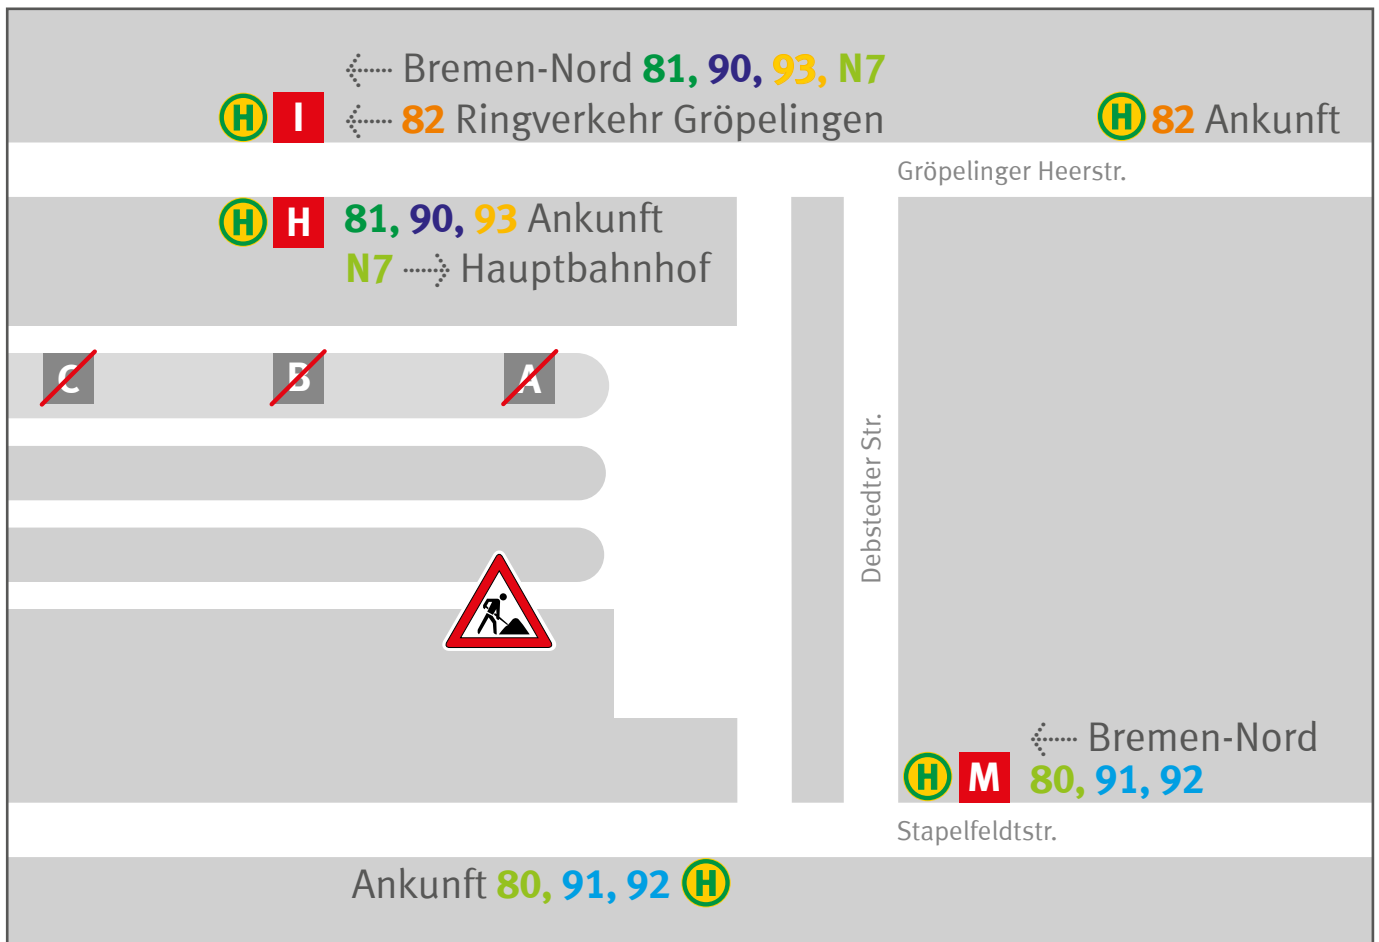 Bremen-Nord 81, 90, 93, N7
H I 82 Ringverkehr Gröpelingen
H 82 Ankunft
Gröpelinger Heerstr.
H H 81, 90, 93 Ankunft
N7 Hauptbahnhof
C B A
Debstedter Str.
Bremen-Nord
H M 80, 91, 92
Stapelfeldtstr.
Ankunft 80, 91, 92 H